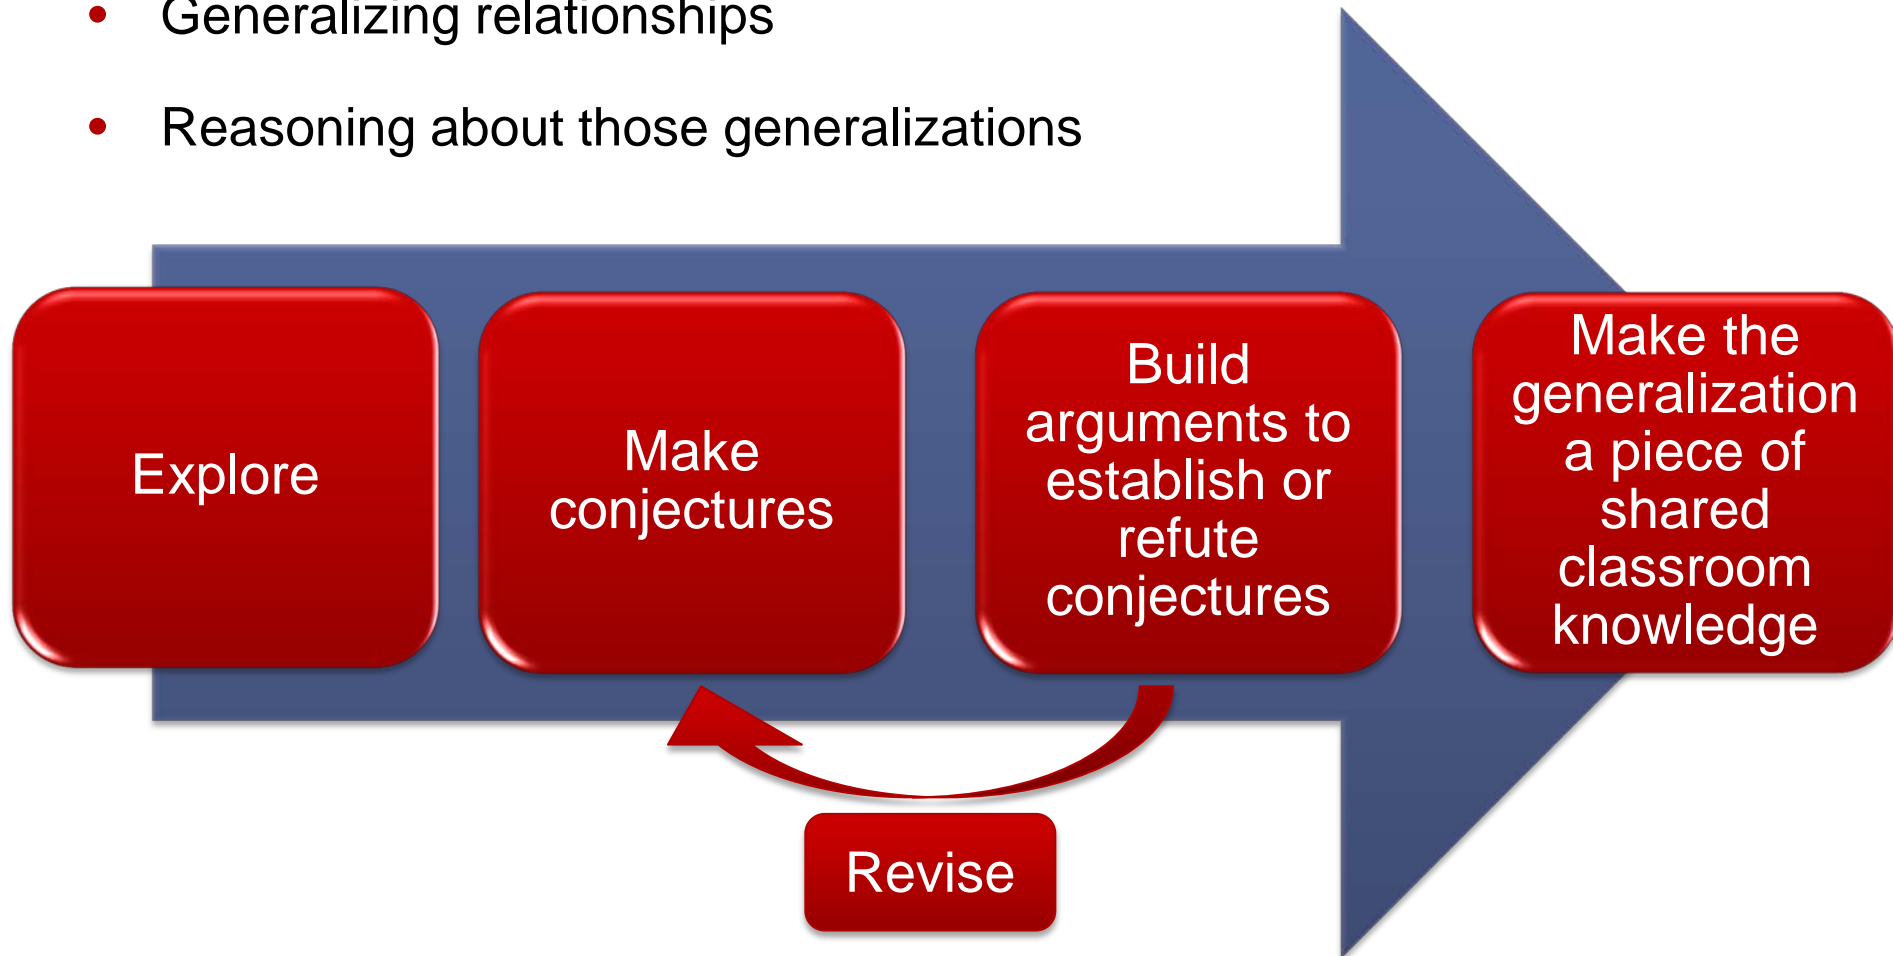 • Generalizing relationships
• Reasoning about those generalizations
Explore
Make
conjectures
Build
arguments to
establish or
refute
conjectures
Make the
generalization
a piece of
shared
classroom
knowledge
Revise